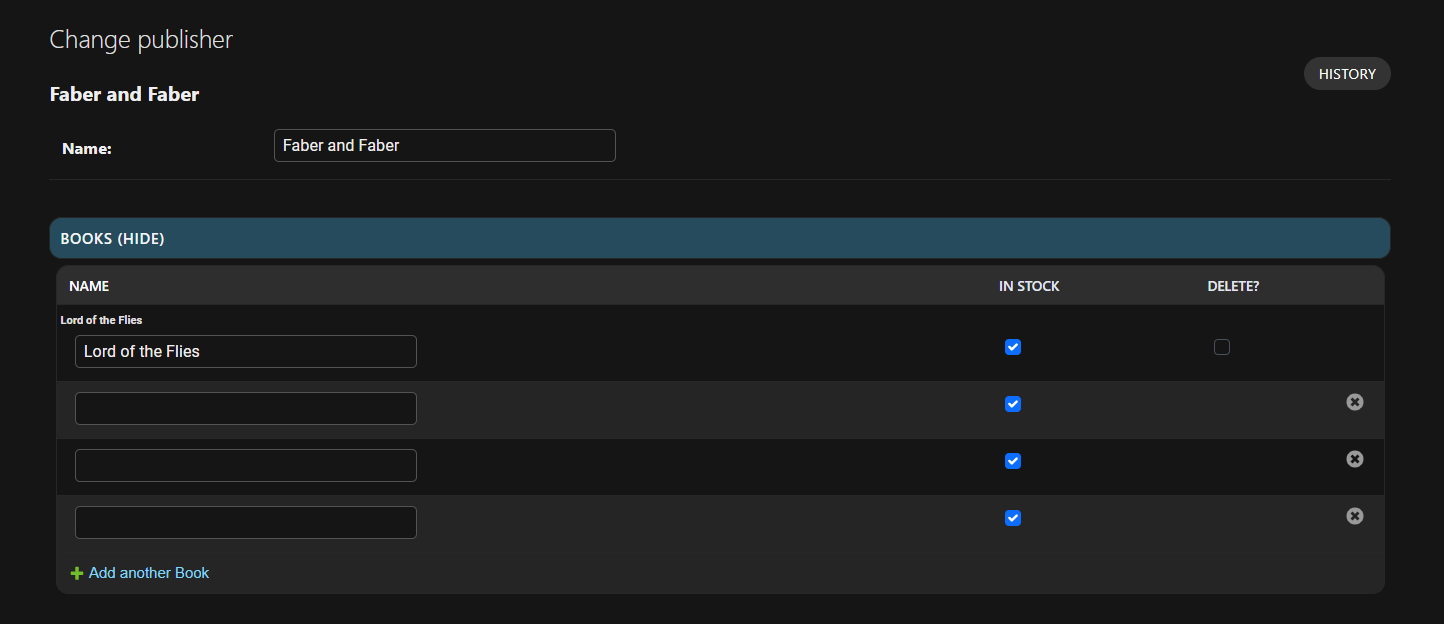 Change publisher
HISTORY
Faber and Faber
Name: Faber and Faber
BOOKS (HIDE)
NAME IN STOCK DELETE?
Lord of the Flies
Lord of the Flies
Add another Book